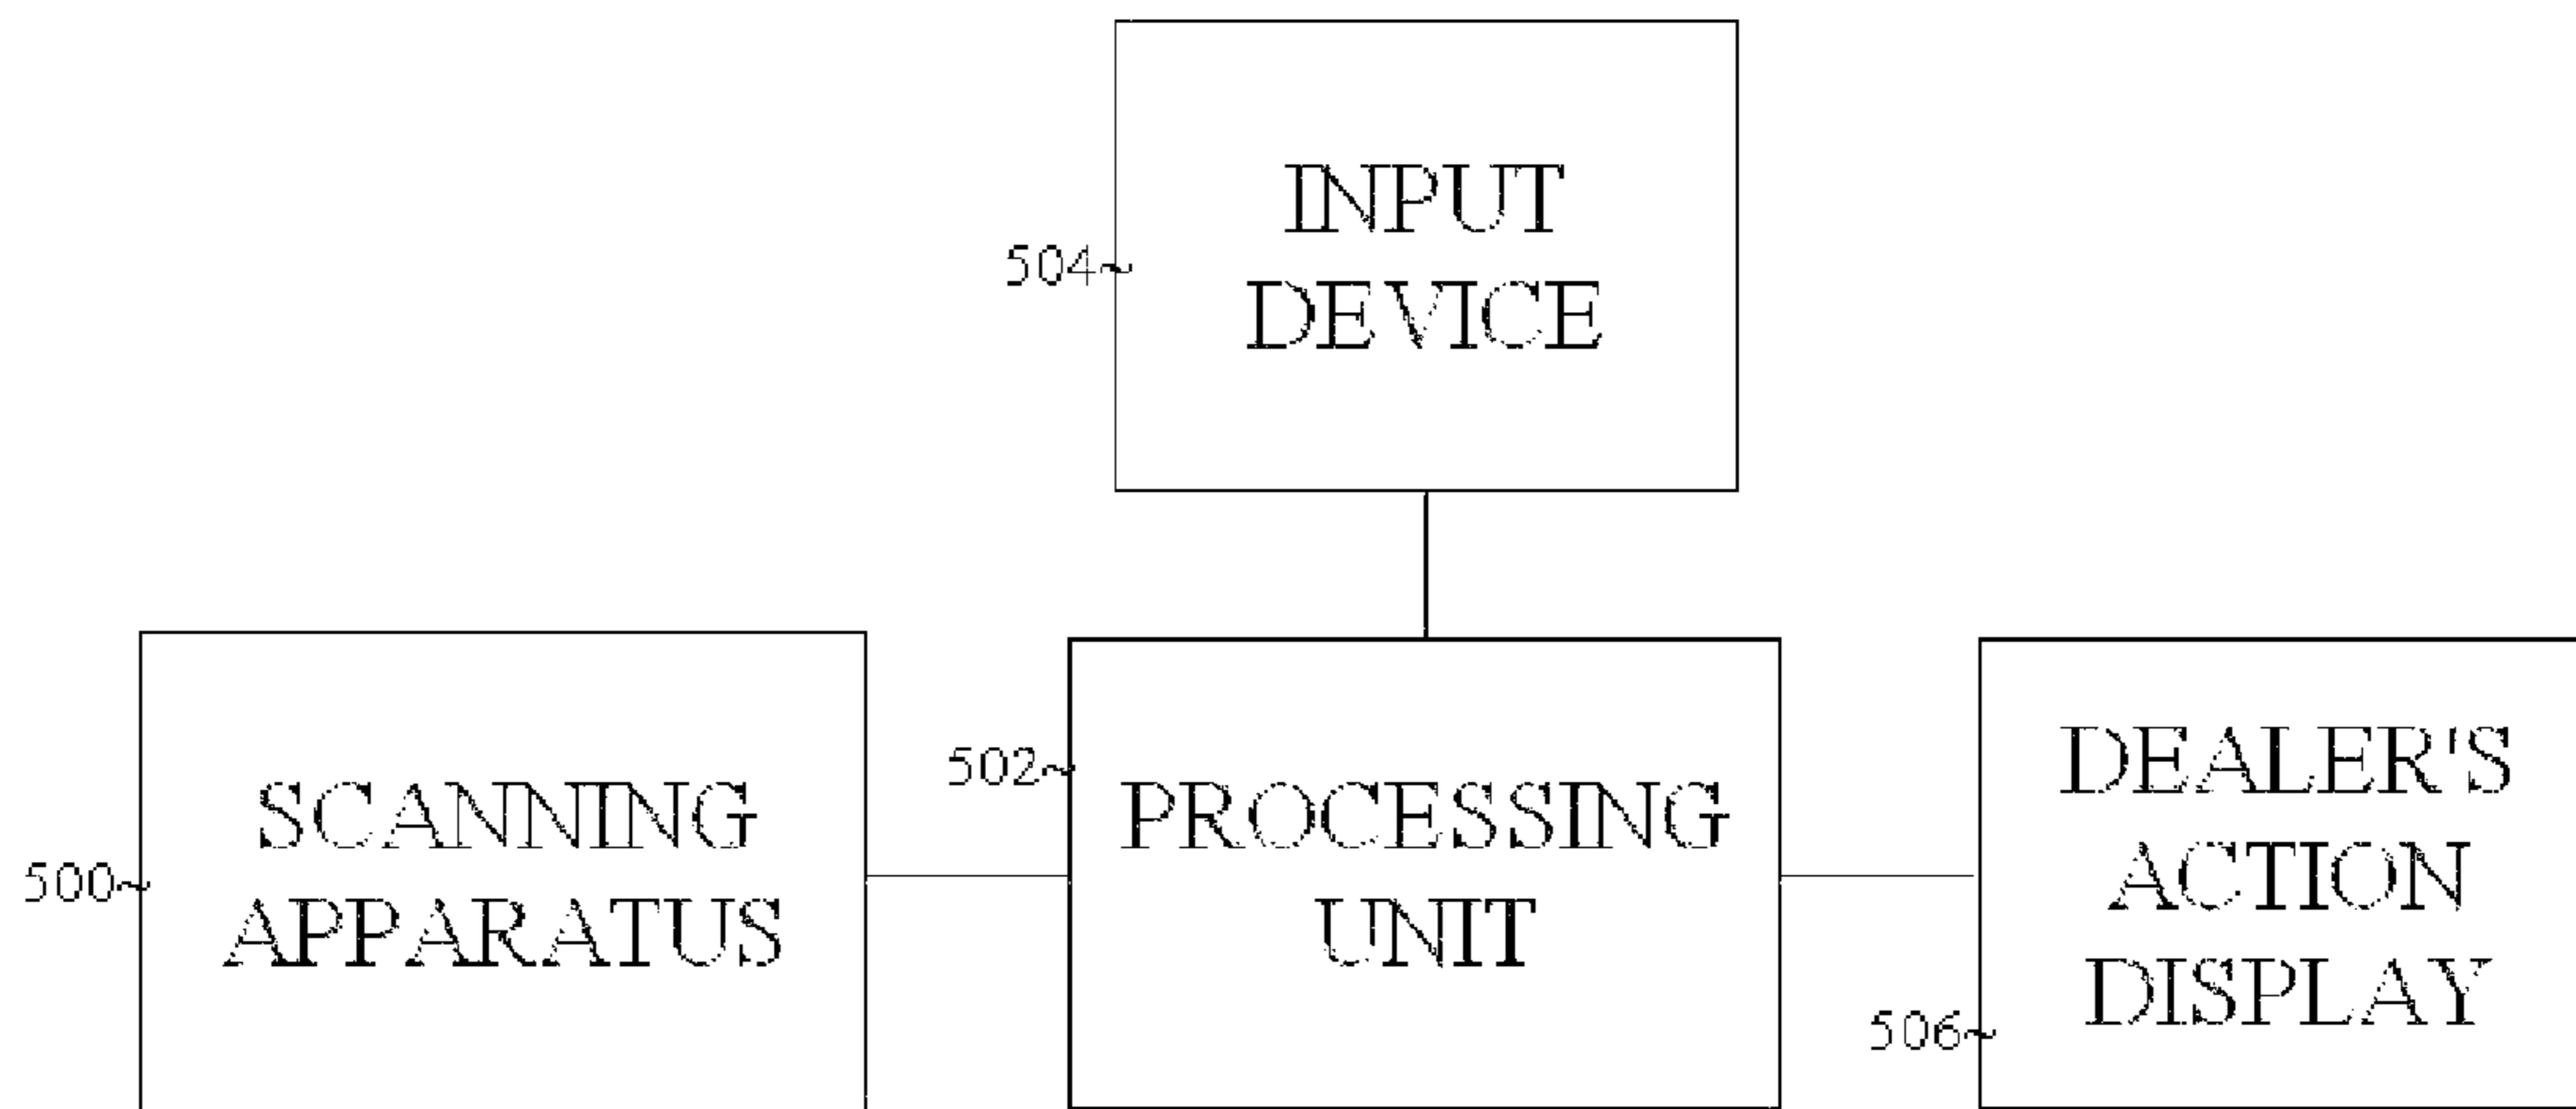 INPUT
DEVICE
504~
SCANNING
APPARATUS
500~
502~
PROCESSING
UNIT
DEALER'S
ACTION
DISPLAY
506~